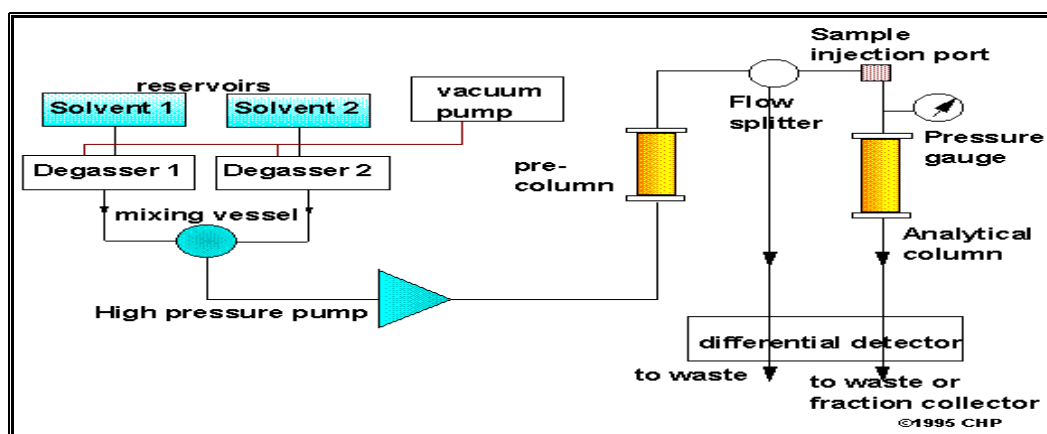 reservoirs
Solvent 1
Solvent 2
vacuum
pump
Degasser 1
Degasser 2
mixing vessel
High pressure pump
pre-
column
Flow
splitter
Sample
injection port
Pressure
gauge
Analytical
column
differential detector
to waste
to waste or
fraction collector
©1995 CHP